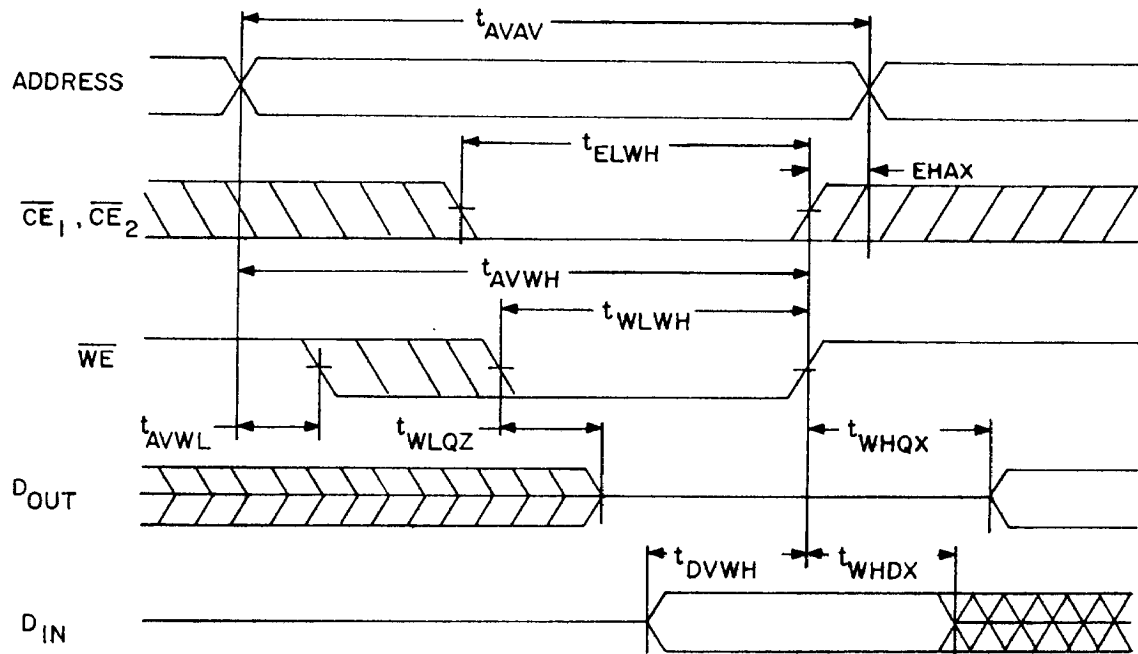 tAVAV
ADDRESS
tELWH
EHAX
CE1, CE2
tAVWH
tWLWH
WE
tAVWL
tWLQZ
tWHQX
DOUT
tDVWH
tWHDX
DIN